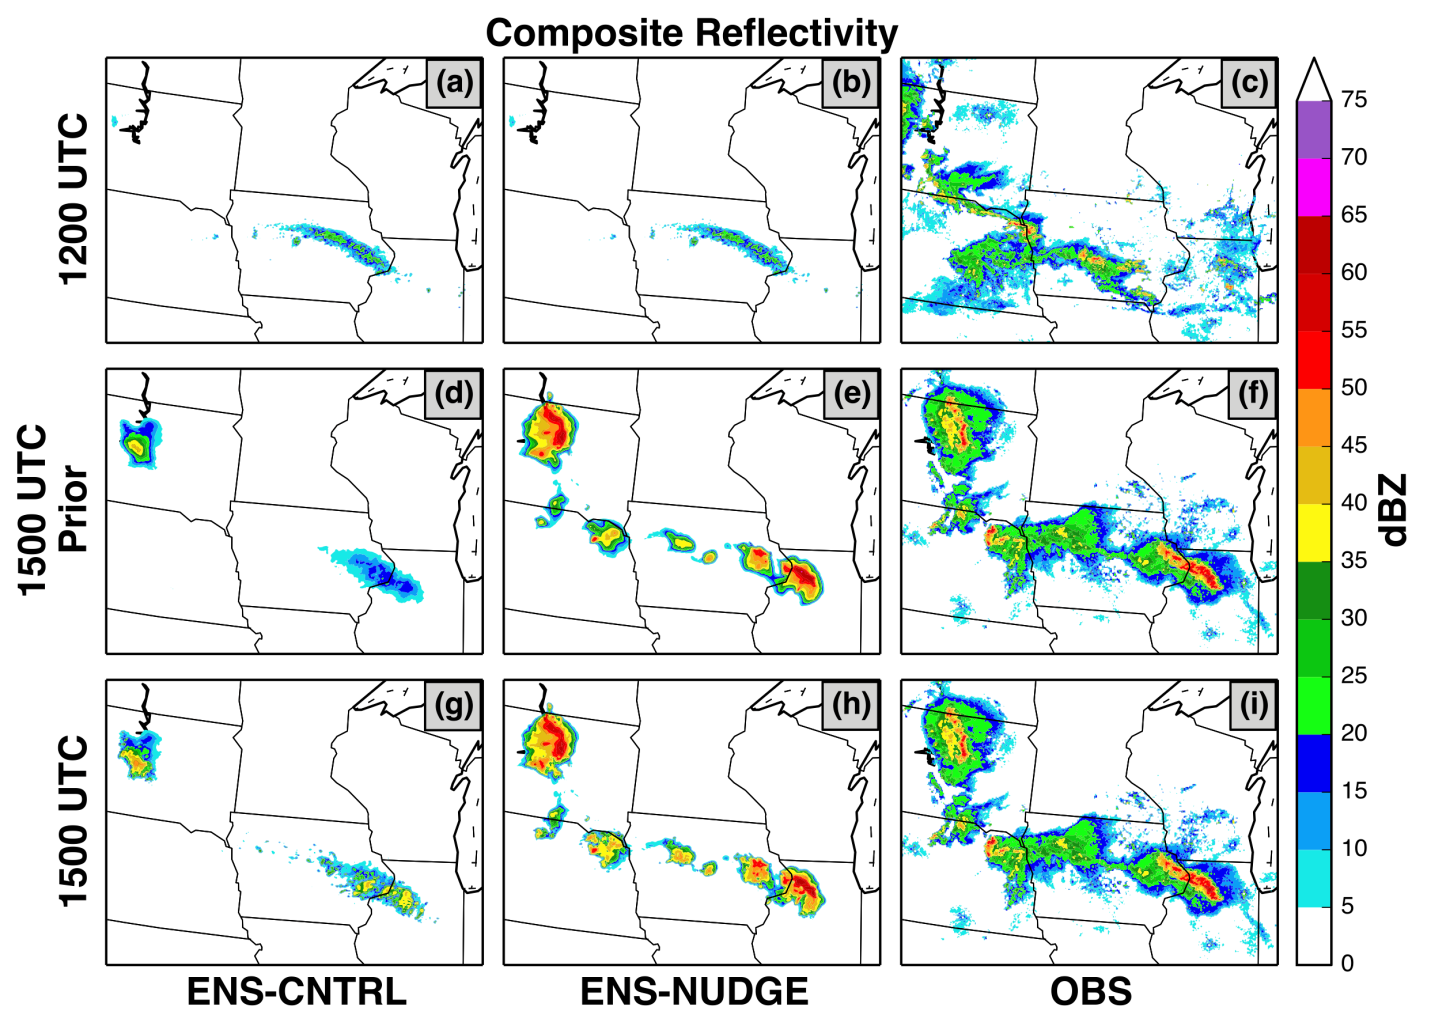 Composite Reflectivity
(a)
(b)
(c)
1200 UTC
(d)
(e)
(f)
1500 UTC
Prior
(g)
(h)
(i)
1500 UTC
ENS-CNTRL
ENS-NUDGE
OBS
75
70
65
60
55
50
45
40
35
30
25
20
15
10
5
0
dBZ